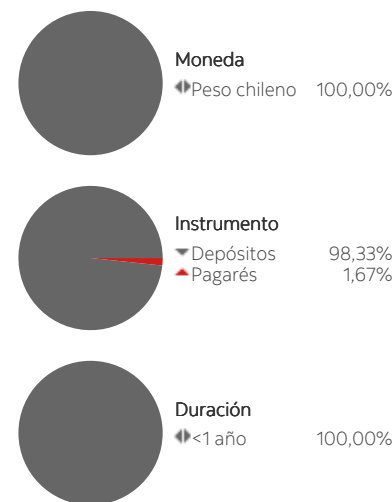 Moneda
Peso chileno 100,00%
Instrumento
Depósitos 98,33%
Pagarés 1,67%
Duración
<1 año 100,00%